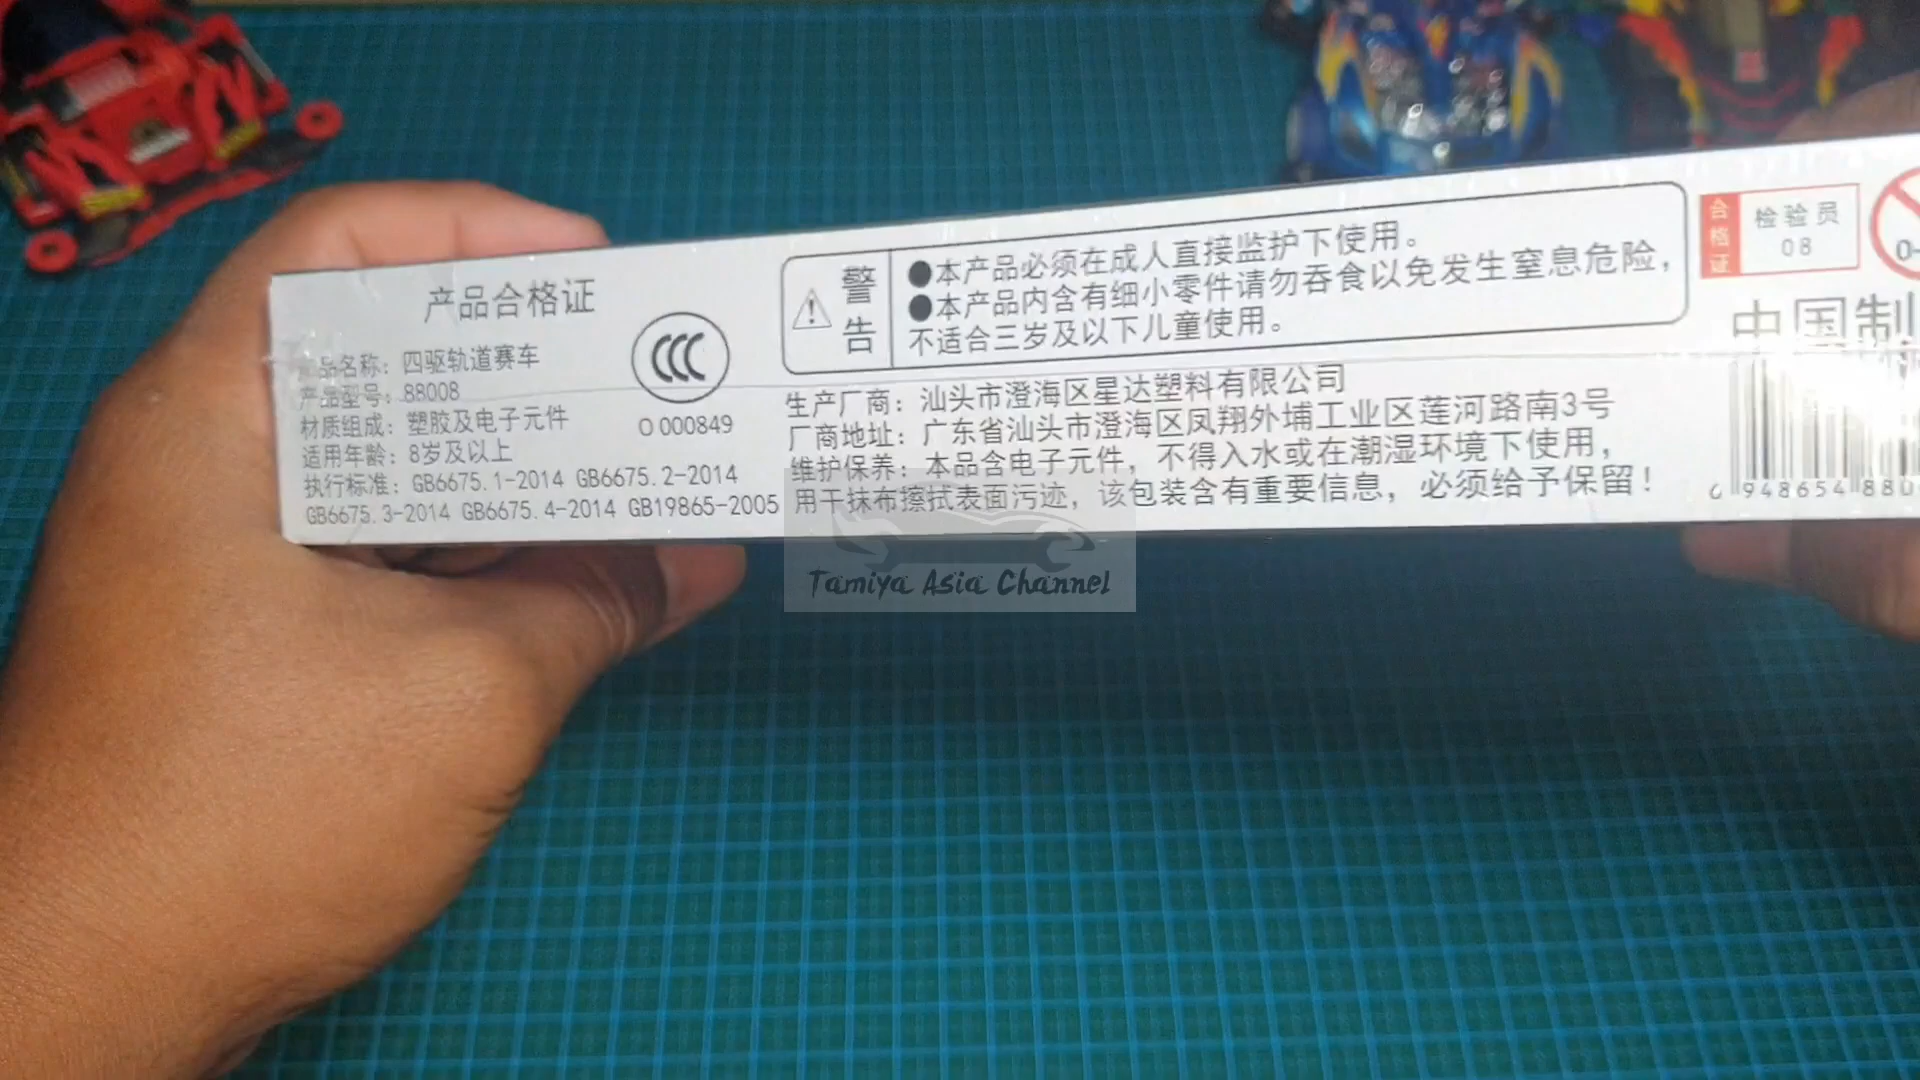 产品合格证
产品名称：四驱轨道赛车
产品型号：88008
材质组成：塑胶及电子元件
适用年龄：8岁及以上
执行标准：GB6675.1-2014 GB6675.2-2014
GB6675.3-2014 GB6675.4-2014 GB19865-2005
CCC
O 000849
警告
●本产品必须在成人直接监护下使用。
●本产品内含有细小零件请勿吞食以免发生窒息危险，
不适合三岁及以下儿童使用。
生产厂商：汕头市澄海区星达塑料有限公司
厂商地址：广东省汕头市澄海区凤翔外埔工业区莲河路南3号
维护保养：本品含电子元件，不得入水或在潮湿环境下使用，
用干抹布擦拭表面污迹，该包装含有重要信息，必须给予保留！
合格证
检验员
08
0-
中国制
948654 880
Tamiya Asia Channel